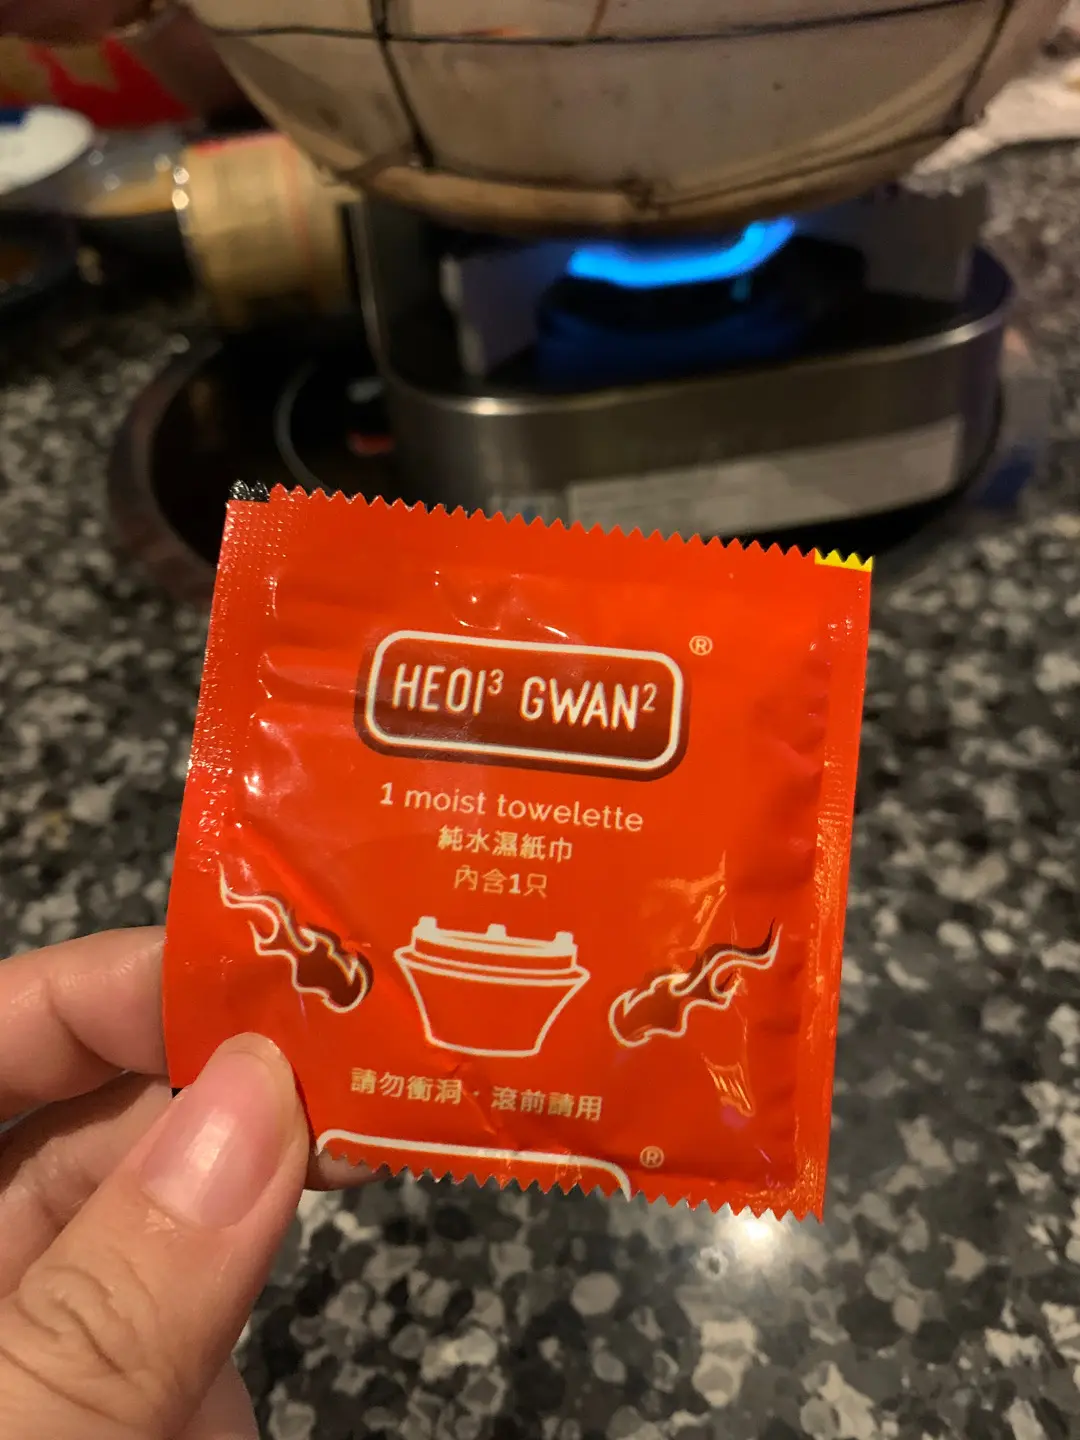 HEOI³ GWAN² ®
1 moist towelette
純水濕紙巾
內含1只
請勿衝洞·滾前請用
®